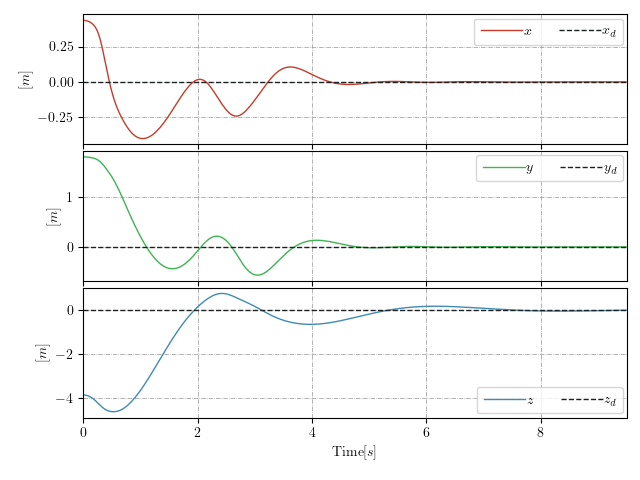 x x_d
0.25
0.00
−0.25
[m]
y y_d
1
0
[m]
0
−2
−4
[m]
z z_d
0 2 4 6 8
Time[s]